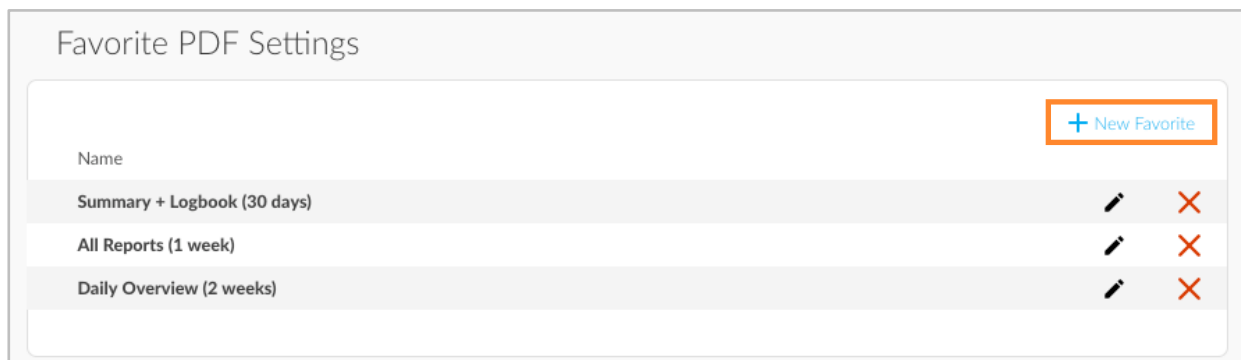 Favorite PDF Settings
New Favorite
Name
Summary + Logbook (30 days)
All Reports (1 week)
Daily Overview (2 weeks)